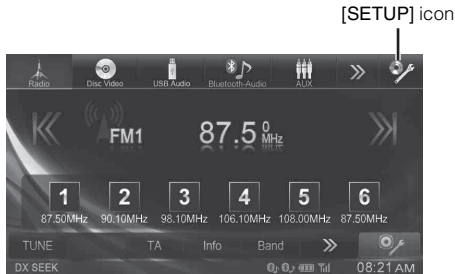 [SETUP] icon
Radio Disc Video USB Audio Bluetooth-Audio AUX
FM1 87.5 0 MHz
1 2 3 4 5 6
87.50MHz 90.10MHz 98.10MHz 106.10MHz 108.00MHz 87.50MHz
TUNE TA Info Band
DX SEEK 08:21 AM